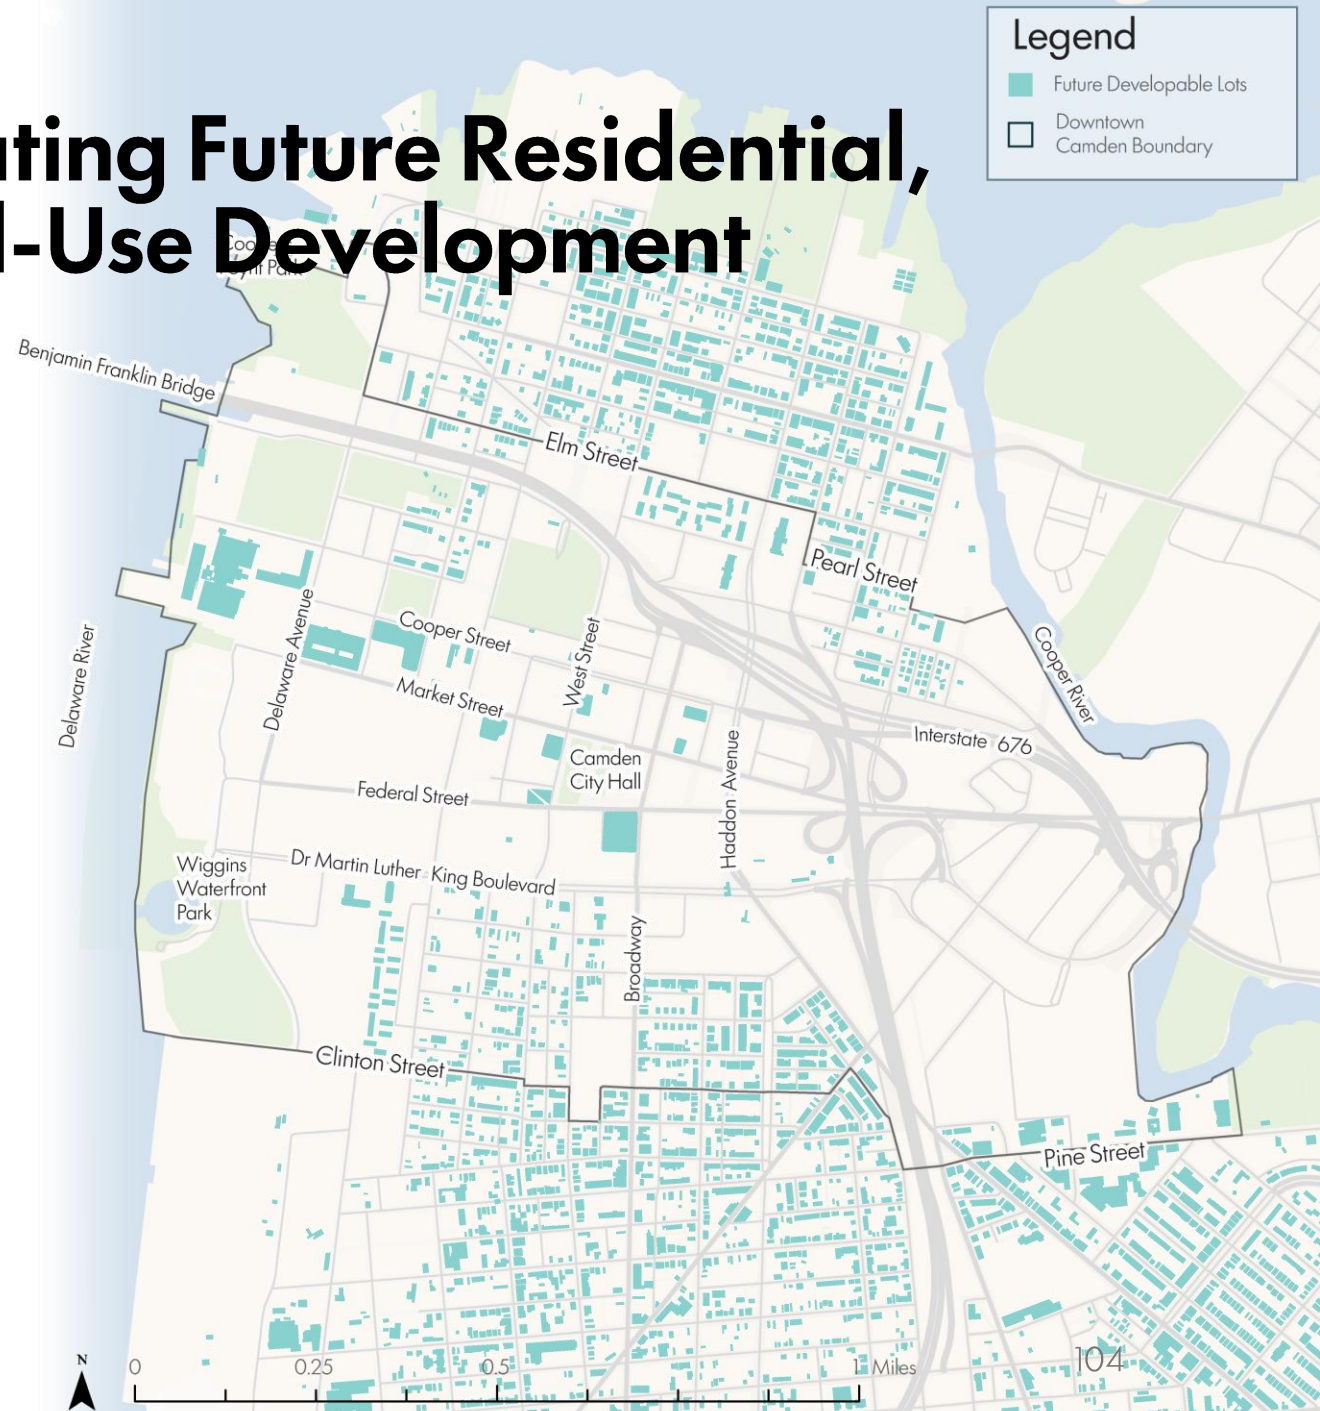 Legend
Future Developable Lots
Downtown
Camden Boundary
ating Future Residential,
-Use Development
Benjamin Franklin Bridge
Elm Street
Pearl Street
Cooper Street
Delaware Avenue
West Street
Delaware River
Market Street
Cooper River
Interstate 676
Camden
City Hall
Haddon Avenue
Federal Street
Wiggins
Waterfront
Park
Dr Martin Luther King Boulevard
Broadway
Clinton Street
Pine Street
N
0
0.25
0.5
1 Miles
104